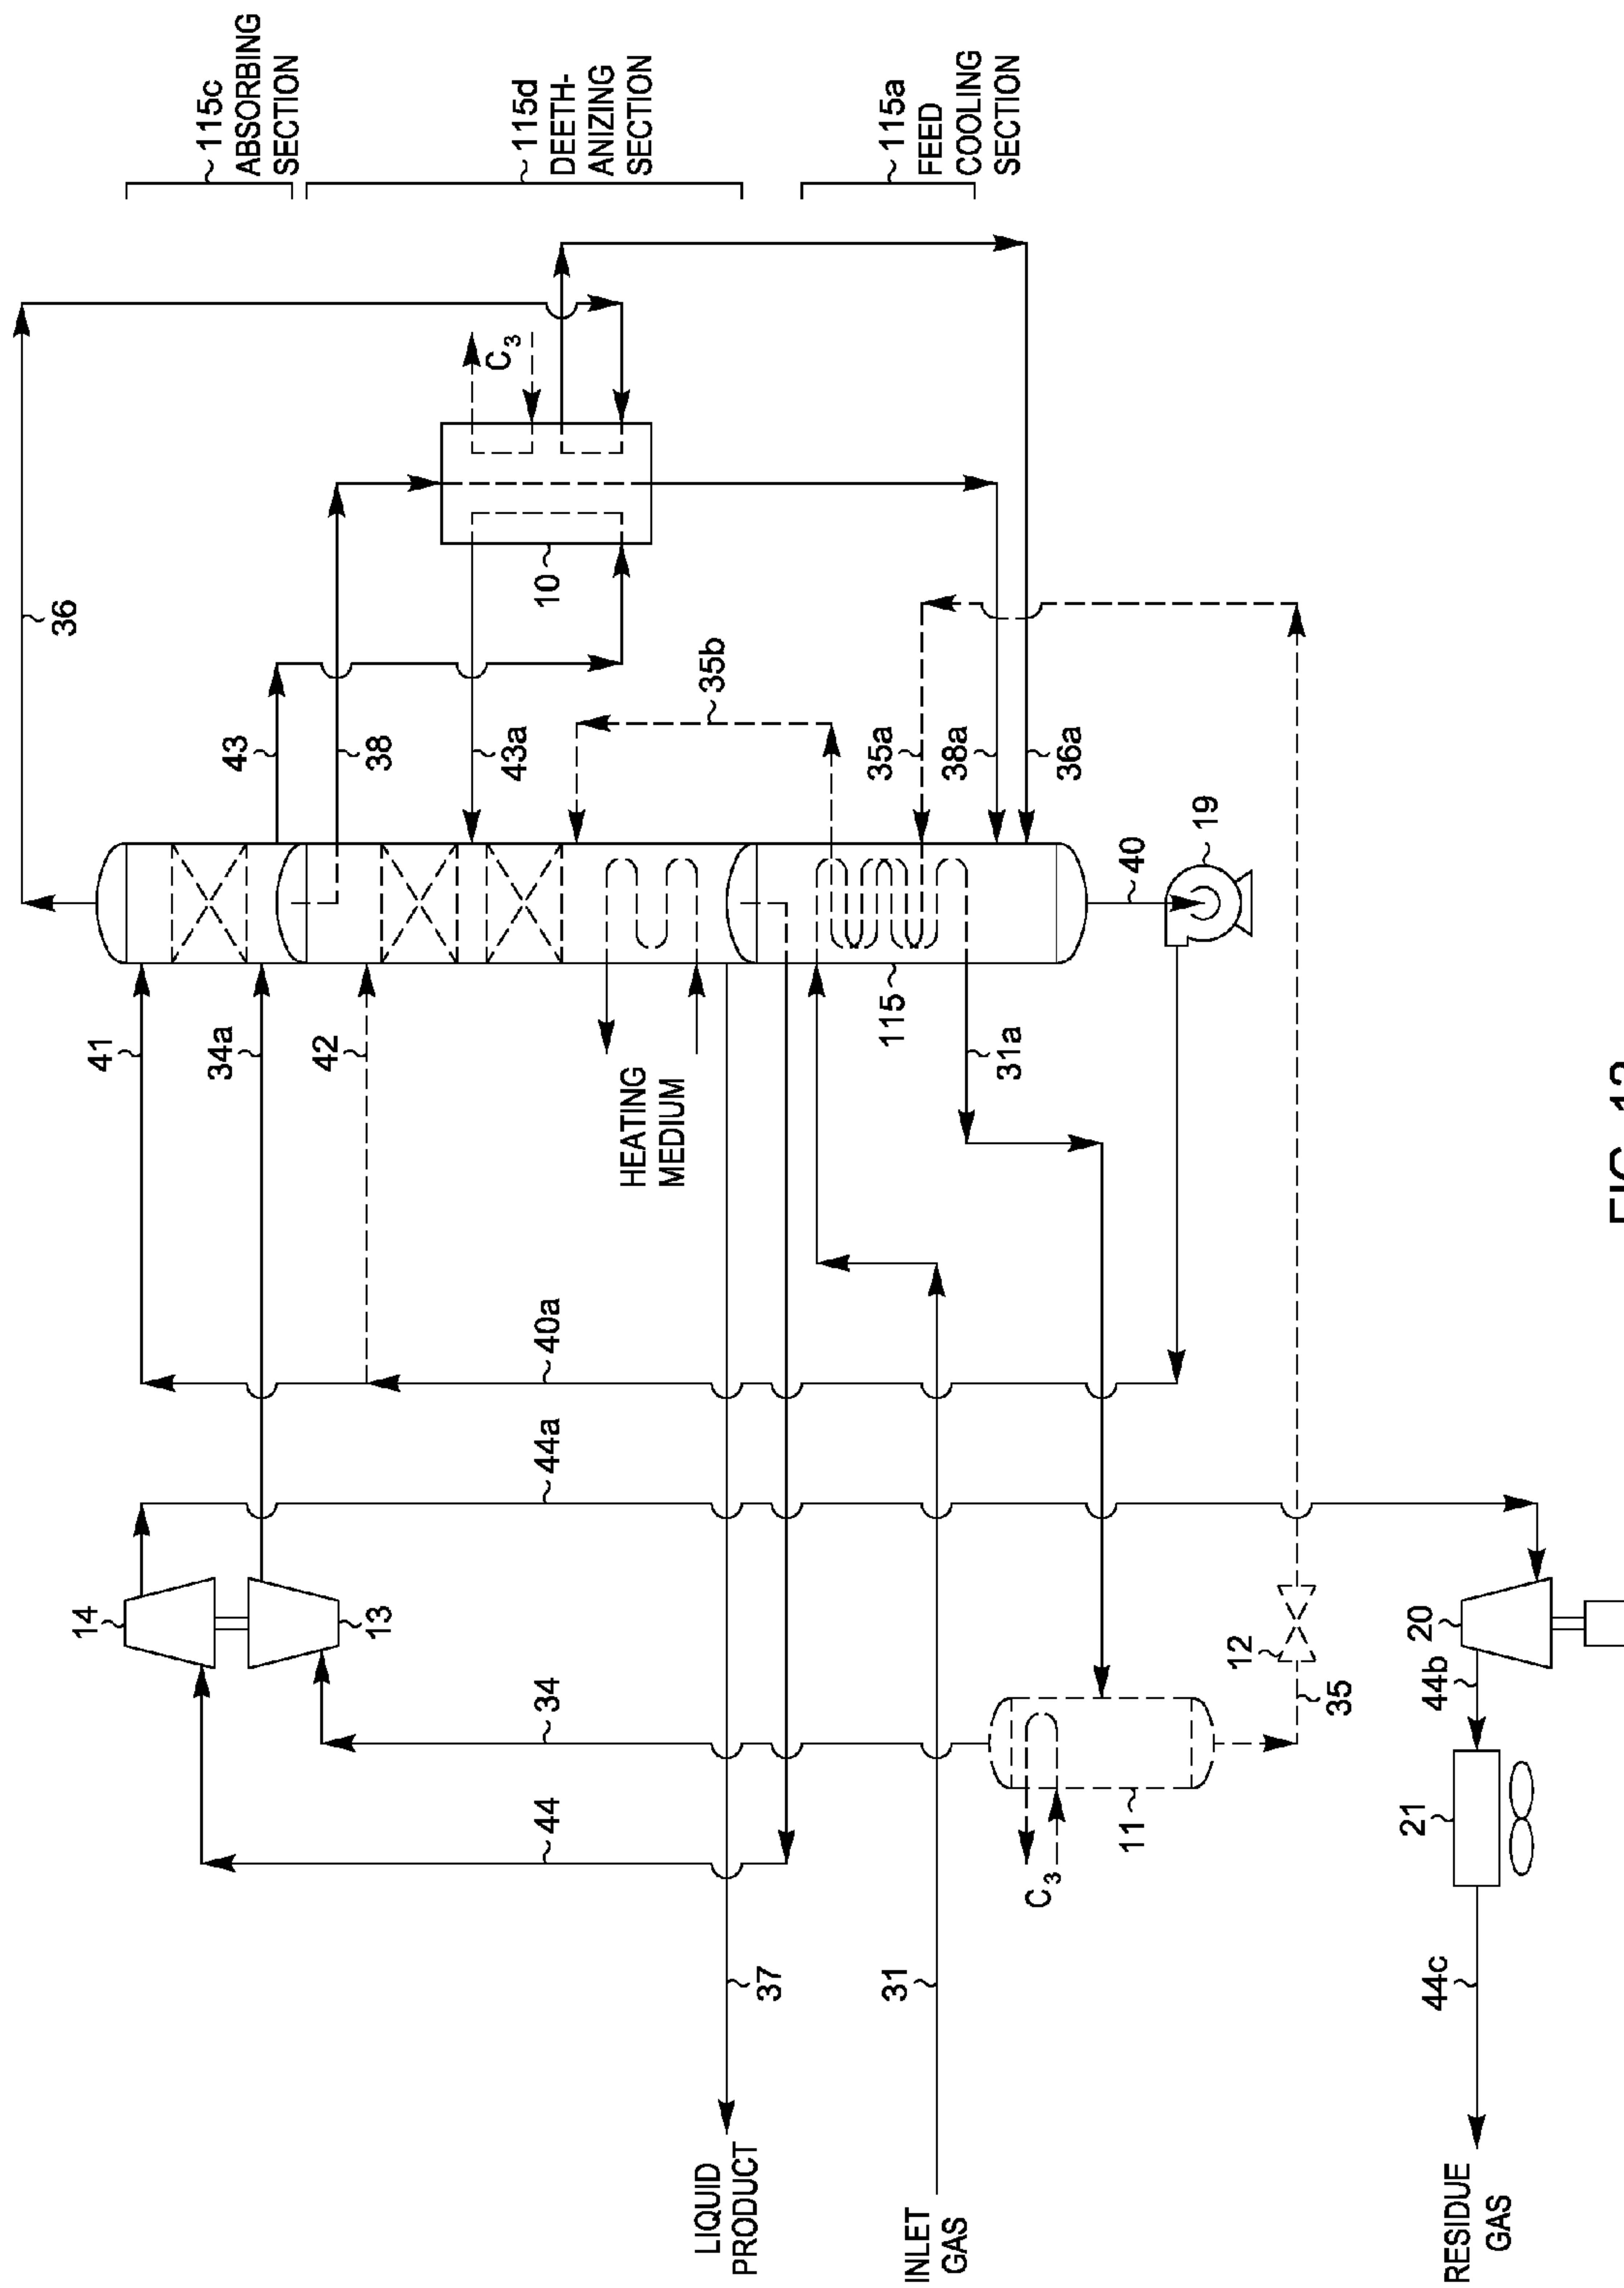 115c
ABSORBING
SECTION
115d
DEETH-
ANIZING
SECTION
115a
FEED
COOLING
SECTION
36
C3
43
38
10
43a
35b
35a
38a
36a
40
19
41
34a
42
HEATING
MEDIUM
115
31a
40a
44a
14
13
34
12
35
20
44b
44
11
C3
21
37
31
44c
LIQUID
PRODUCT
INLET
GAS
RESIDUE
GAS